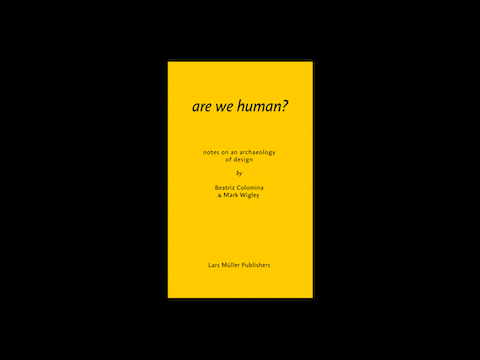 are we human?
notes on an archaeology
of design
by
Beatriz Colomina
& Mark Wigley
Lars Müller Publishers